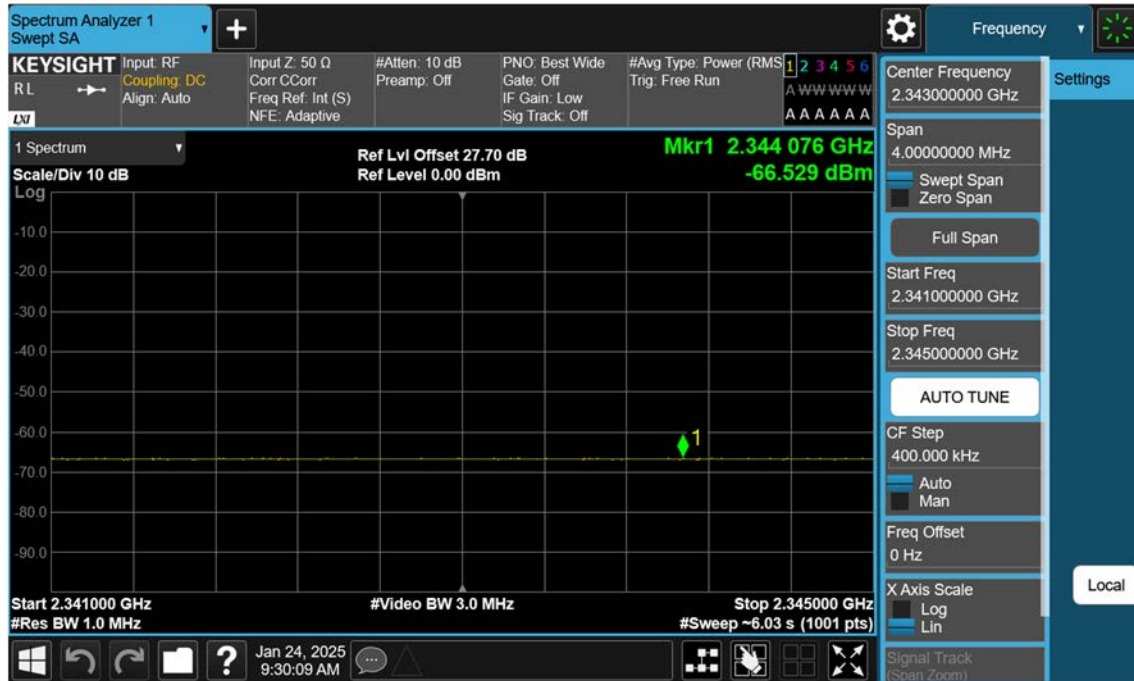 Spectrum Analyzer 1
Swept SA
+
Frequency
KEYSIGHT
RL
LXI
Input: RF
Coupling: DC
Align: Auto
Input Z: 50 Ω
Corr CCorr
Freq Ref: Int (S)
NFE: Adaptive
#Atten: 10 dB
Preamp: Off
PNO: Best Wide
Gate: Off
IF Gain: Low
Sig Track: Off
#Avg Type: Power (RMS
Trig: Free Run
1 2 3 4 5 6
A W W W W W
A A A A A A
1 Spectrum
Scale/Div 10 dB
Log
Ref Lvl Offset 27.70 dB
Ref Level 0.00 dBm
Mkr1 2.344 076 GHz
-66.529 dBm
-10.0
-20.0
-30.0
-40.0
-50.0
-60.0
-70.0
-80.0
-90.0
1
Start 2.341000 GHz
#Res BW 1.0 MHz
#Video BW 3.0 MHz
Stop 2.345000 GHz
#Sweep ~6.03 s (1001 pts)
Center Frequency
2.343000000 GHz
Settings
Span
4.00000000 MHz
Swept Span
Zero Span
Full Span
Start Freq
2.341000000 GHz
Stop Freq
2.345000000 GHz
AUTO TUNE
CF Step
400.000 kHz
Auto
Man
Freq Offset
0 Hz
X Axis Scale
Log
Lin
Local
Signal Track
(Span Zoom)
?
Jan 24, 2025
9:30:09 AM